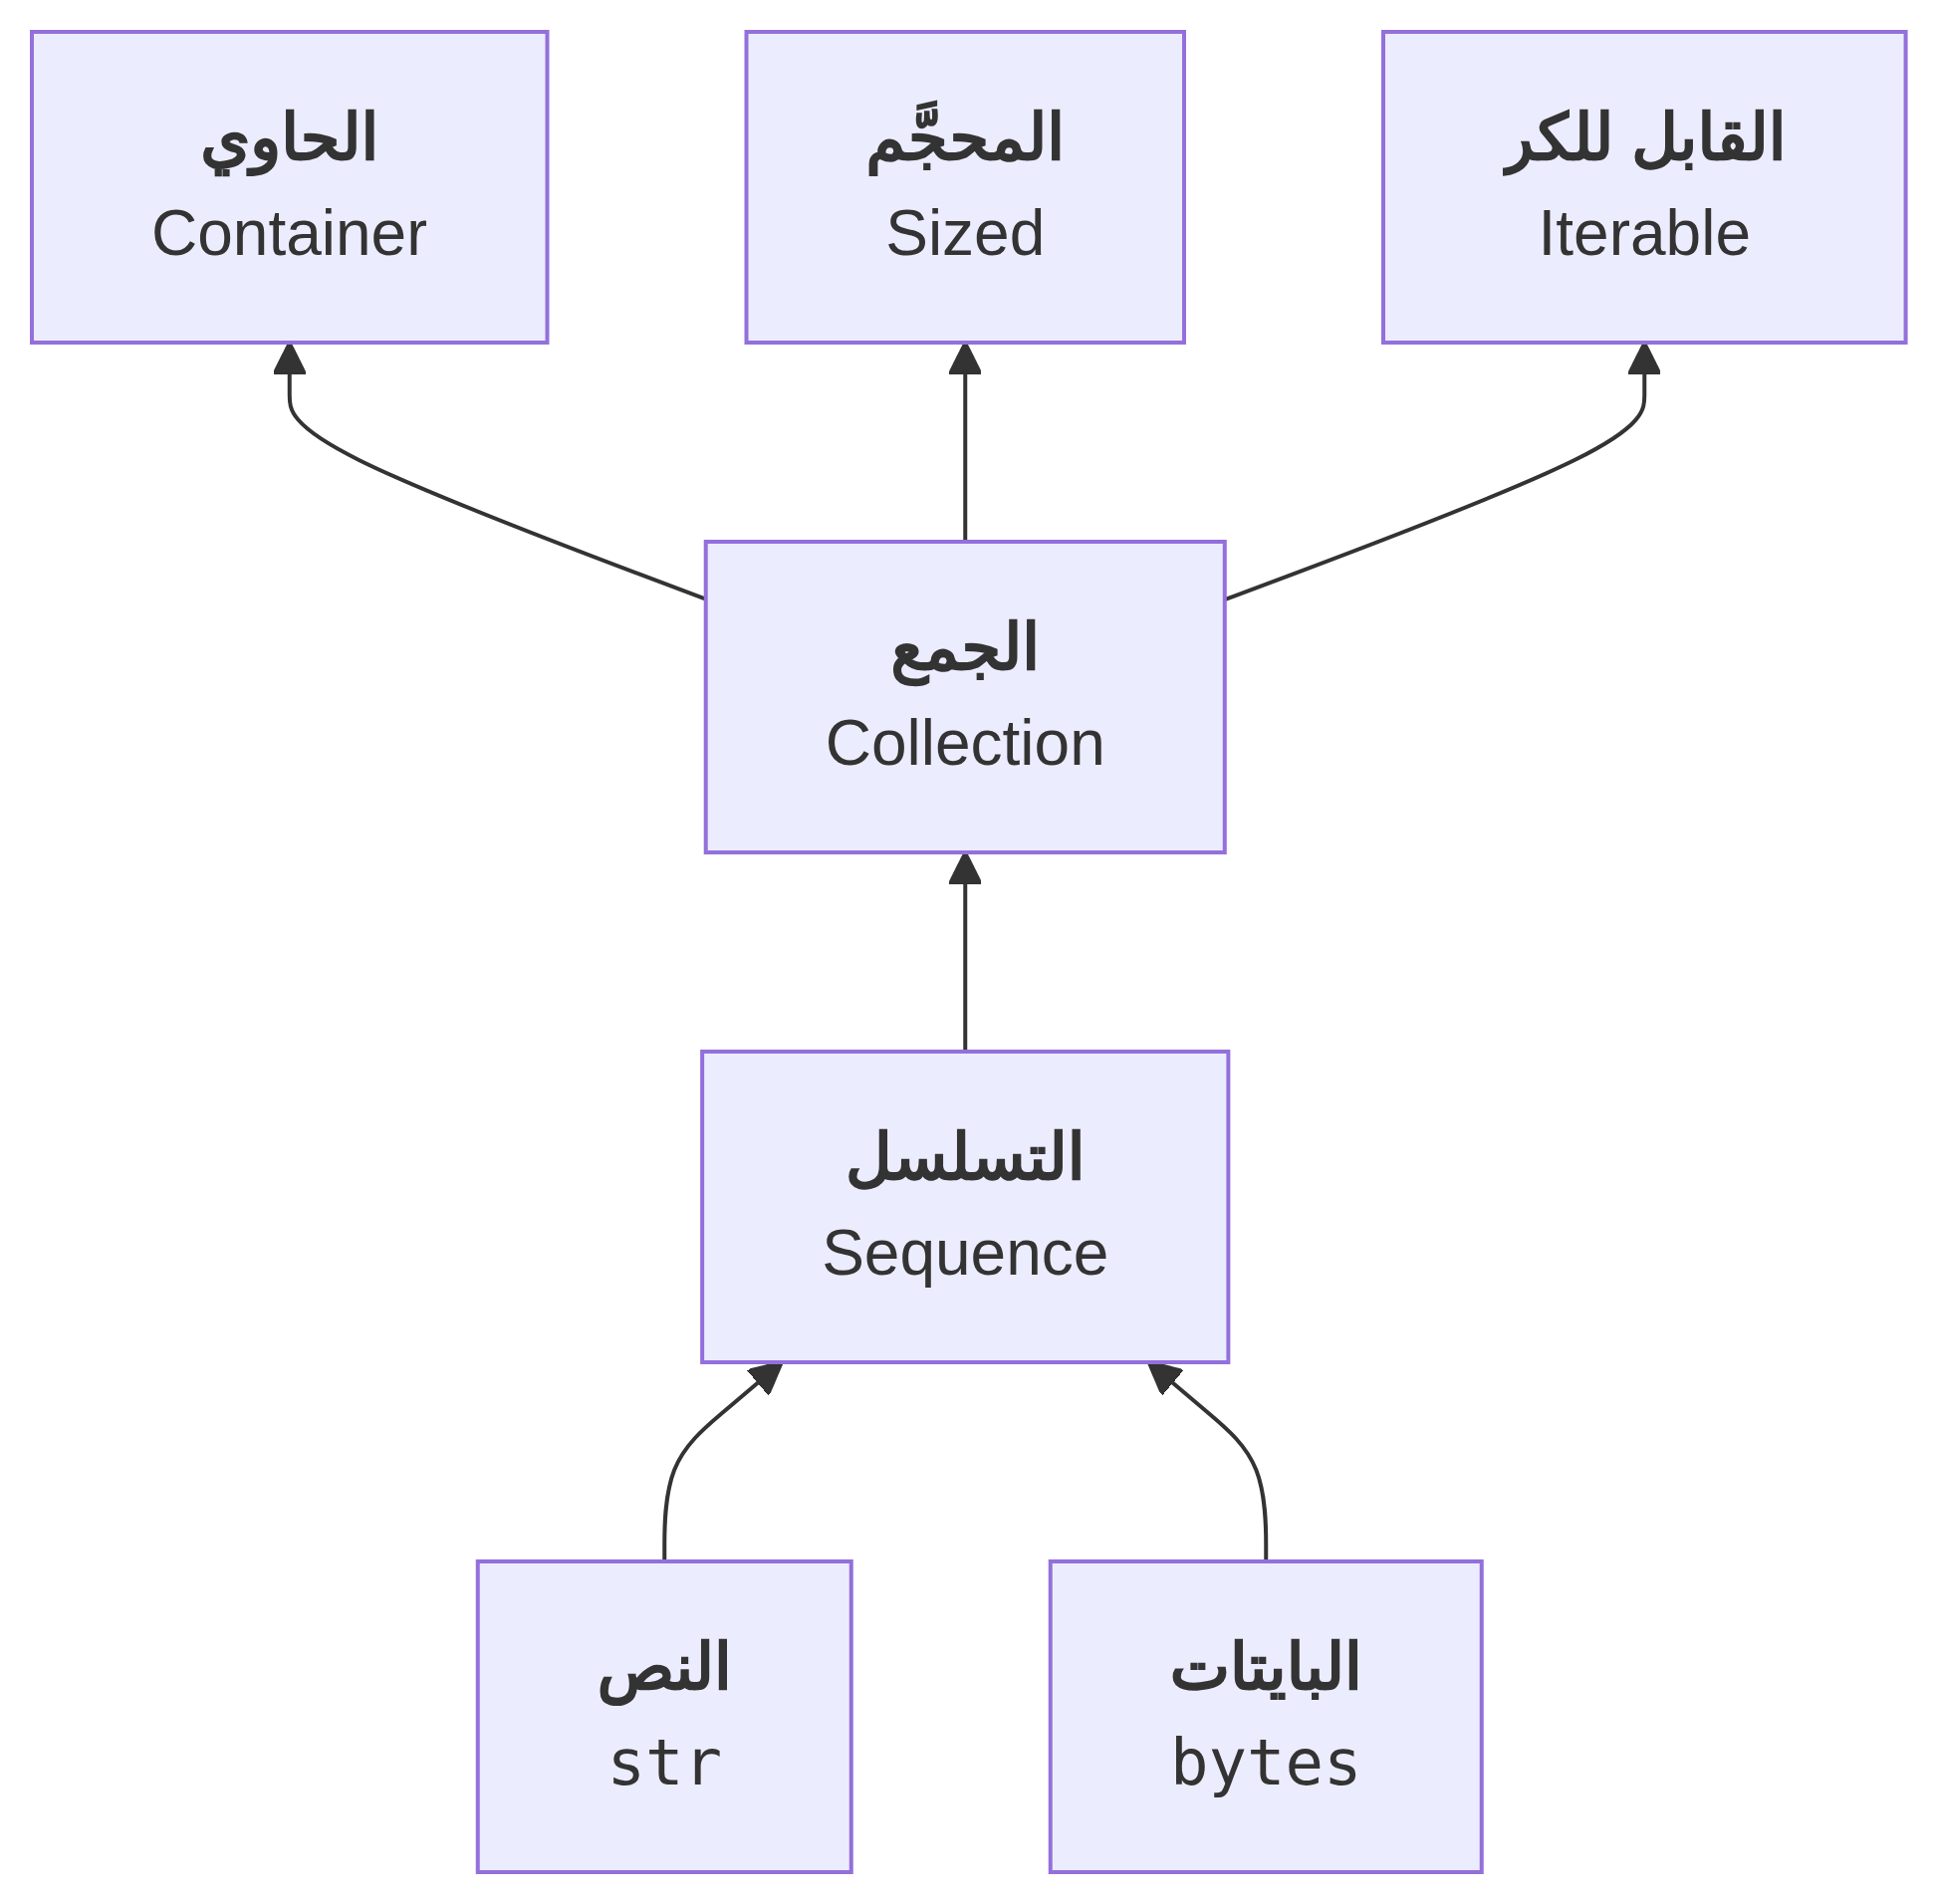 الحاوي
Container
المحجَّم
Sized
القابل للكر
Iterable
الجمع
Collection
التسلسل
Sequence
النص
str
البايتات
bytes